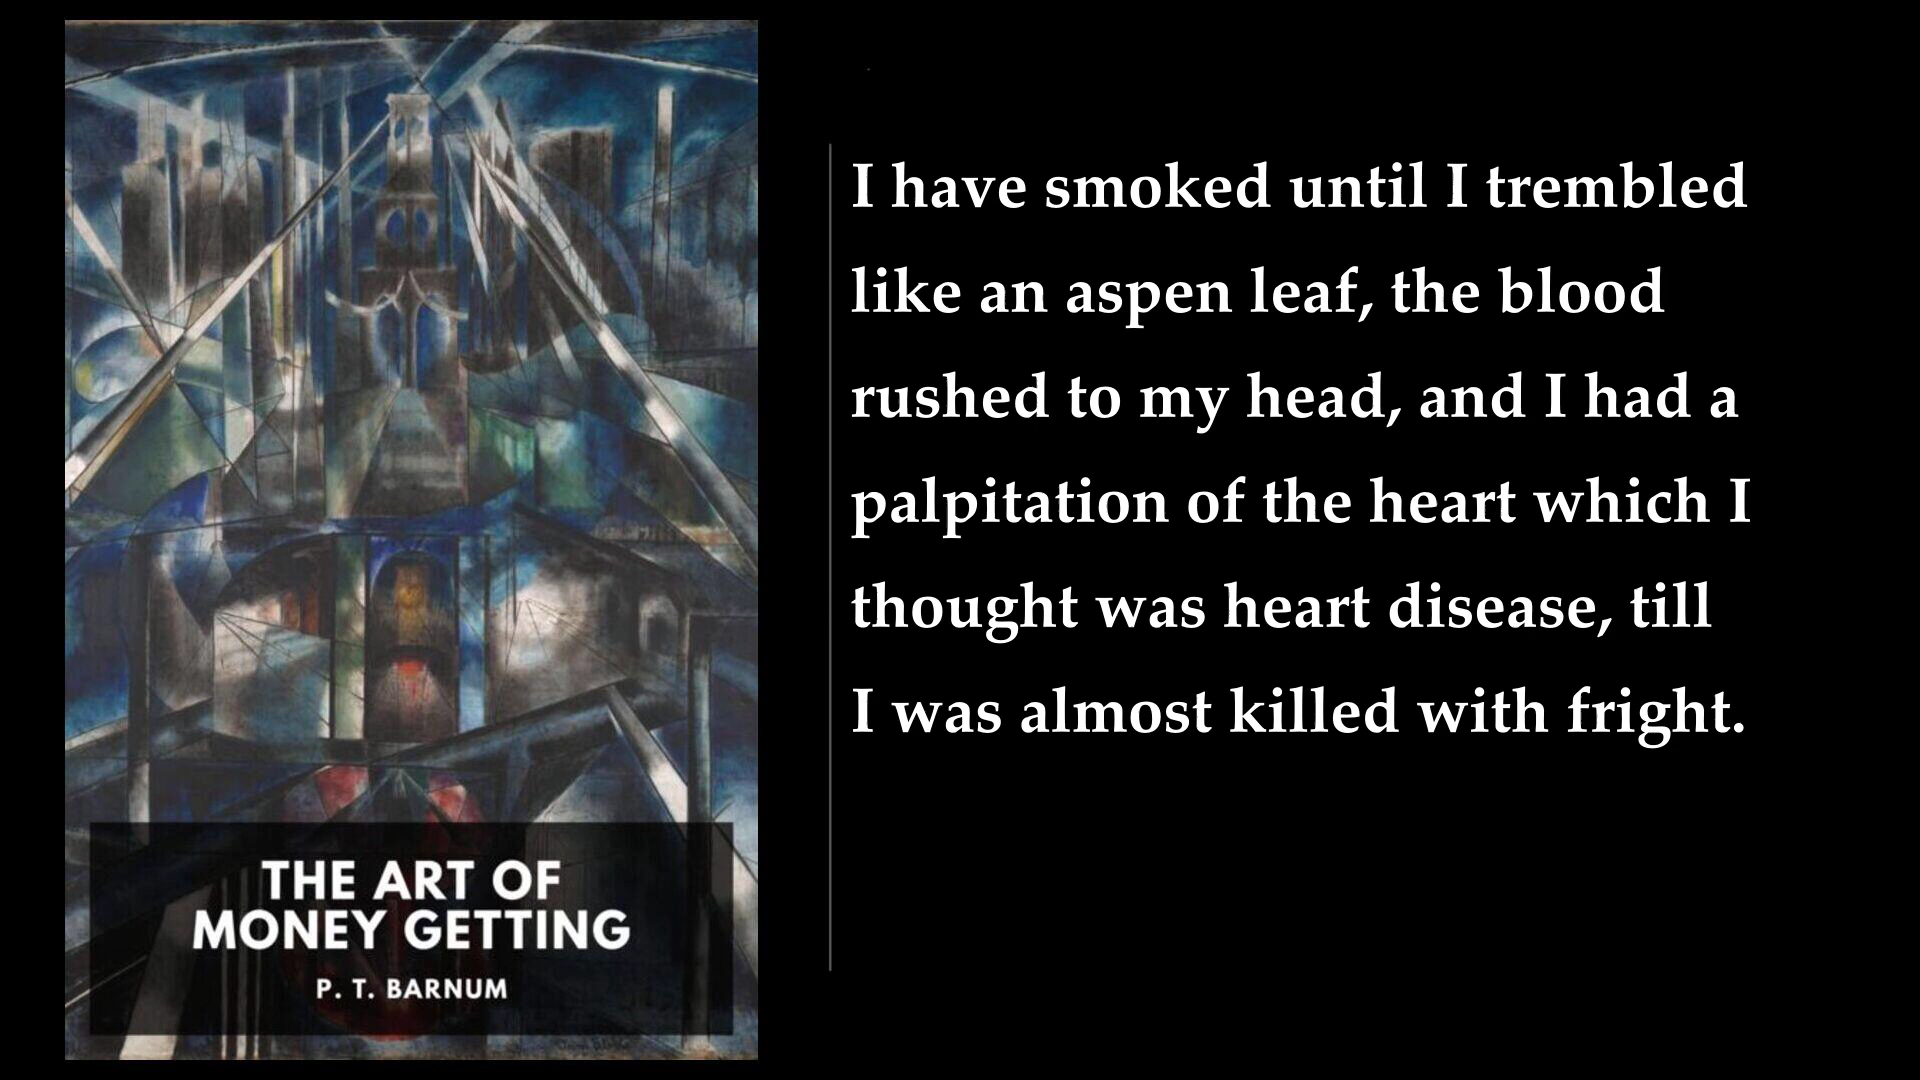 I have smoked until I trembled
like an aspen leaf, the blood
rushed to my head, and I had a
palpitation of the heart which I
thought was heart disease, till
I was almost killed with fright.
THE ART OF
MONEY GETTING
P. T. BARNUM